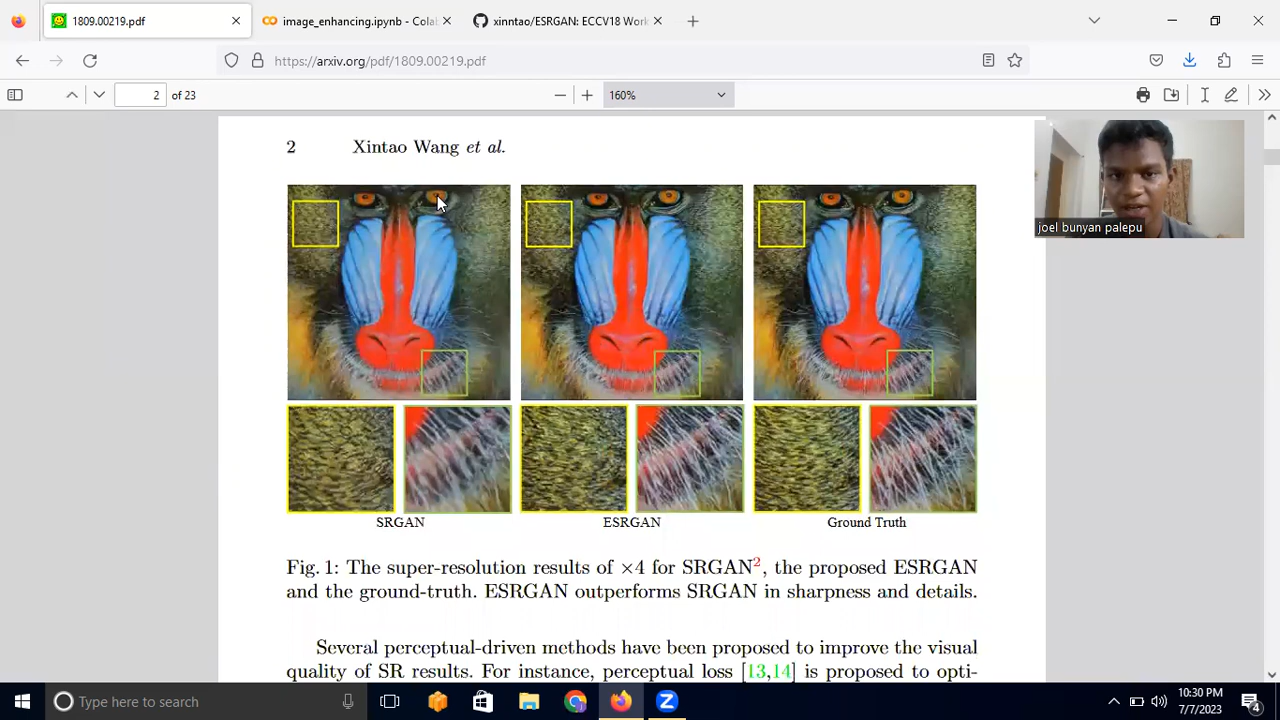 1809.00219.pdf
image_enhancing.ipynb - Colab
xinntao/ESRGAN: ECCV18 Work
https://arxiv.org/pdf/1809.00219.pdf
2 of 23
160%
2 Xintao Wang et al.
joel bunyan palepu
SRGAN
ESRGAN
Ground Truth
Fig. 1: The super-resolution results of ×4 for SRGAN2, the proposed ESRGAN
and the ground-truth. ESRGAN outperforms SRGAN in sharpness and details.
Several perceptual-driven methods have been proposed to improve the visual
quality of SR results. For instance, perceptual loss [13,14] is proposed to opti-
Type here to search
10:30 PM
7/7/2023
4